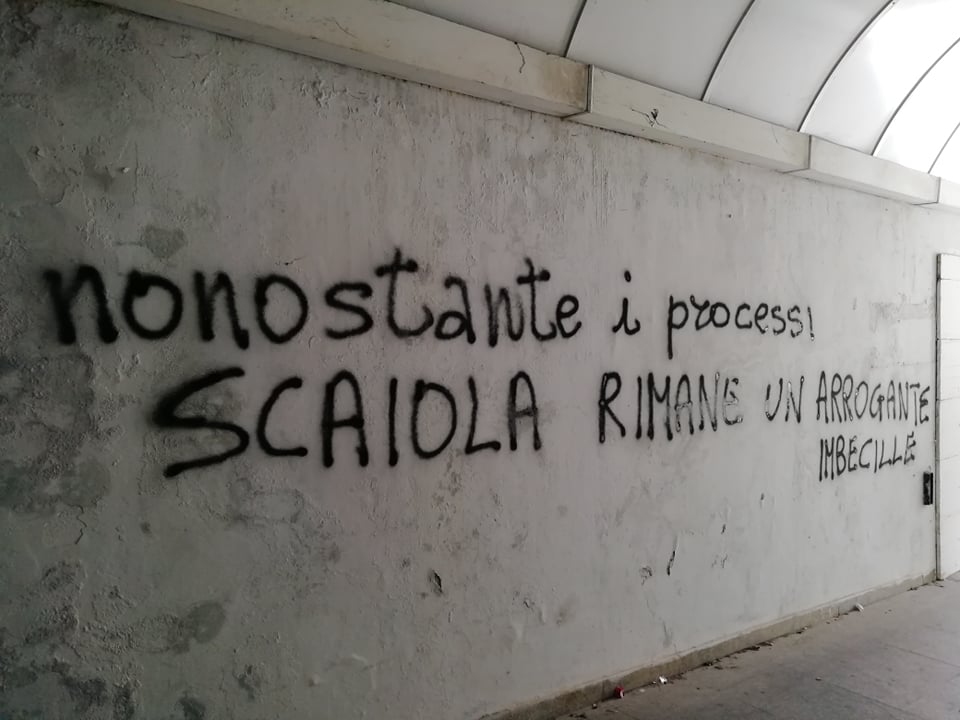 nonostante i processi
SCAIOLA RIMANE UN ARROGANTE
IMBECILLE